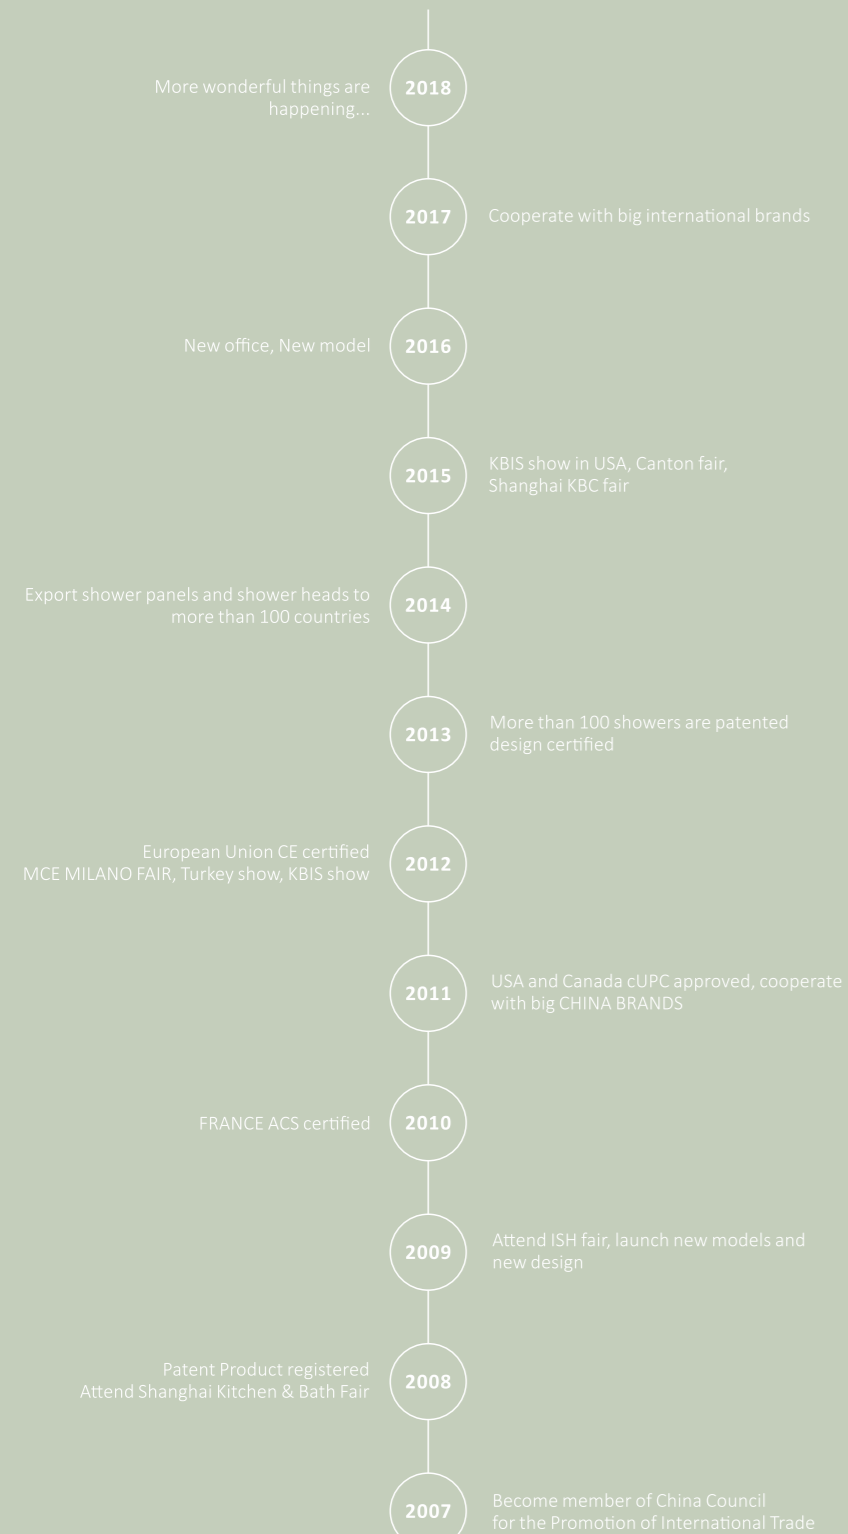 More wonderful things are
happening...
2018
2017
Cooperate with big international brands
New office, New model
2016
2015
KBIS show in USA, Canton fair,
Shanghai KBC fair
Export shower panels and shower heads to
more than 100 countries
2014
2013
More than 100 showers are patented
design certified
European Union CE certified
MCE MILANO FAIR, Turkey show, KBIS show
2012
2011
USA and Canada cUPC approved, cooperate
with big CHINA BRANDS
FRANCE ACS certified
2010
2009
Attend ISH fair, launch new models and
new design
Patent Product registered
Attend Shanghai Kitchen & Bath Fair
2008
2007
Become member of China Council
for the Promotion of International Trade